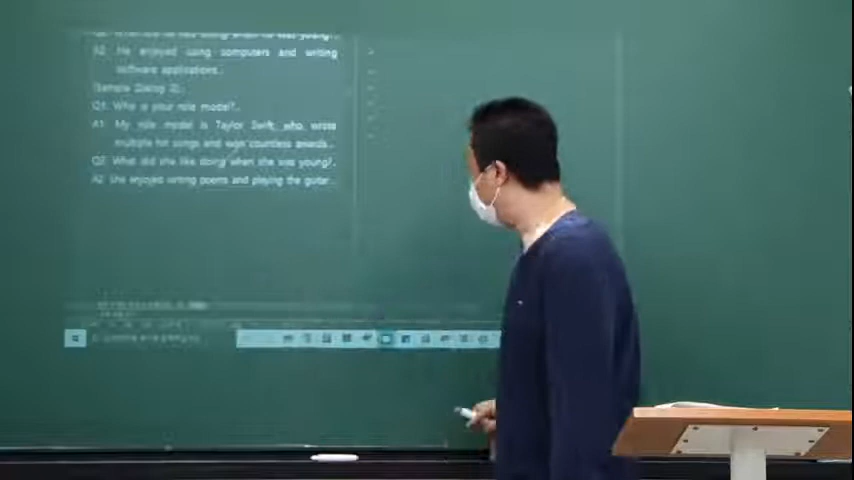 A2. He enjoyed using computers and writing
software applications.
(Sample Dialog 2)
Q1. Who is your role model?
A1. My role model is Taylor Swift, who wrote
multiple hit songs and won countless awards.
Q2. What did she like doing when she was young?
A2. She enjoyed writing poems and playing the guitar.